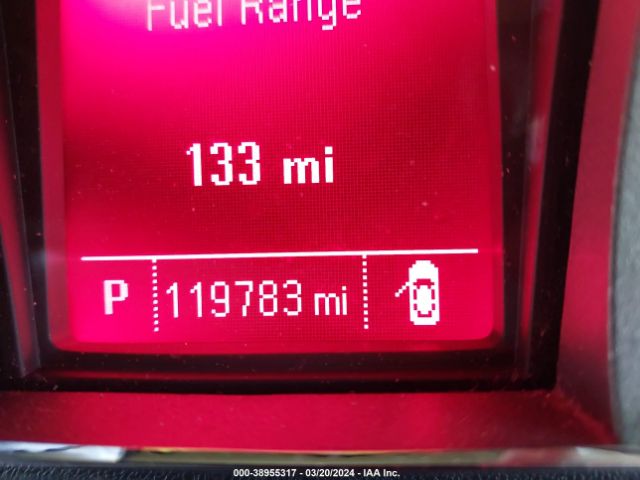 Fuel Range
133 mi
P 119783 mi
000-38955317 - 03/20/2024 - IAA Inc.